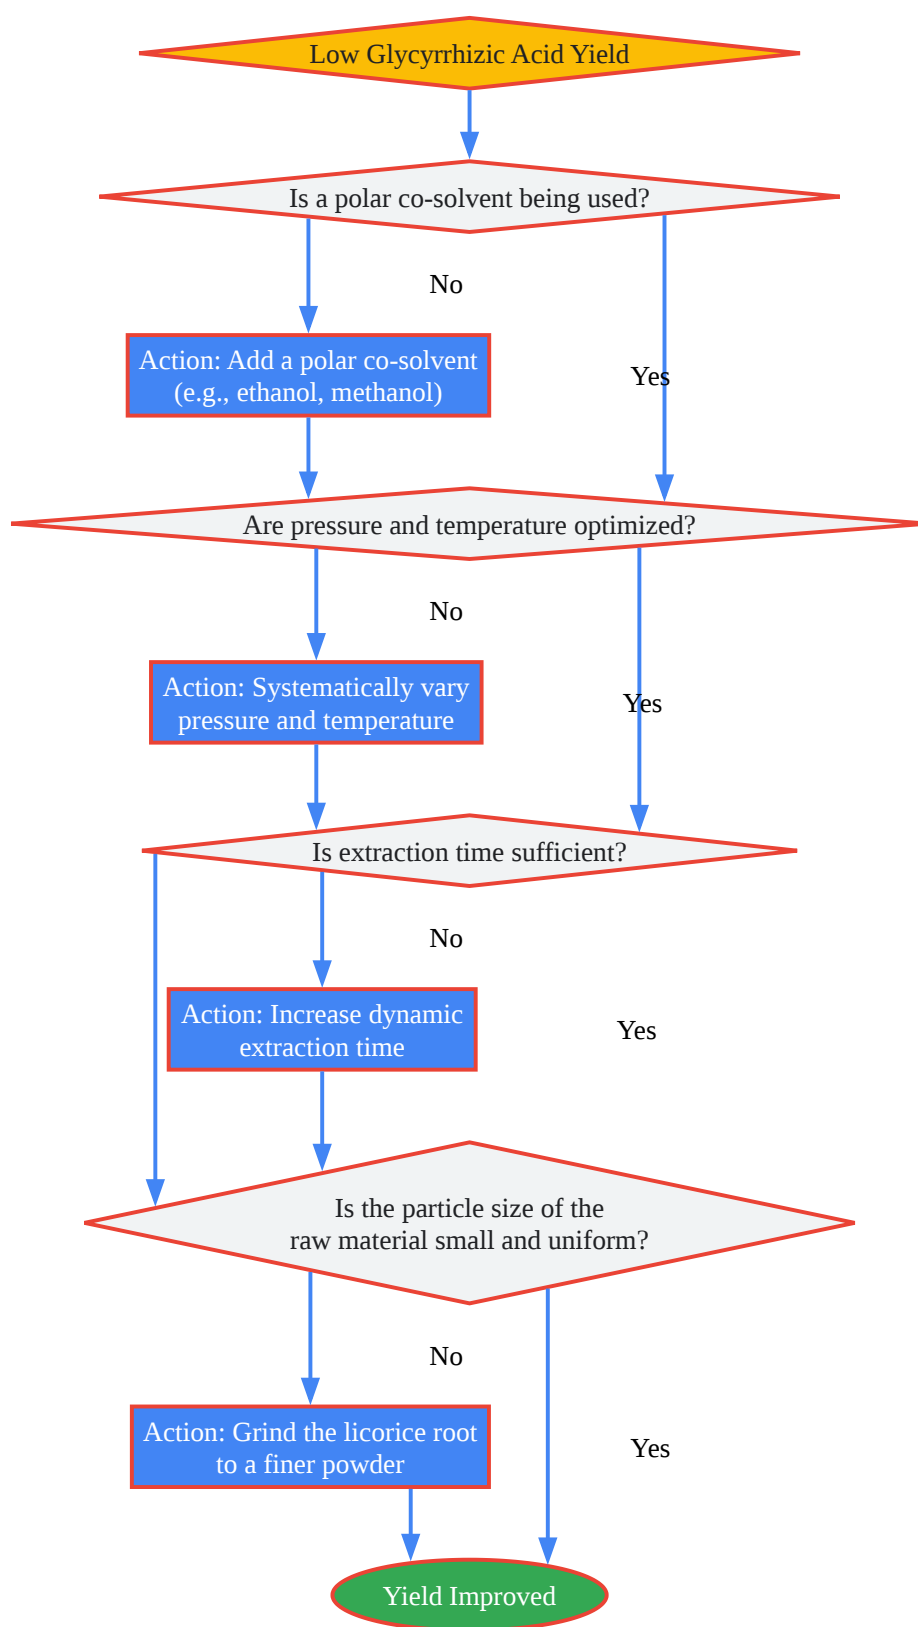 Low Glycyrrhizic Acid Yield
Is a polar co-solvent being used?
No
Action: Add a polar co-solvent
(e.g., ethanol, methanol)
Yes
Are pressure and temperature optimized?
No
Action: Systematically vary
pressure and temperature
Yes
Is extraction time sufficient?
No
Action: Increase dynamic
extraction time
Yes
Is the particle size of the
raw material small and uniform?
No
Action: Grind the licorice root
to a finer powder
Yes
Yield Improved